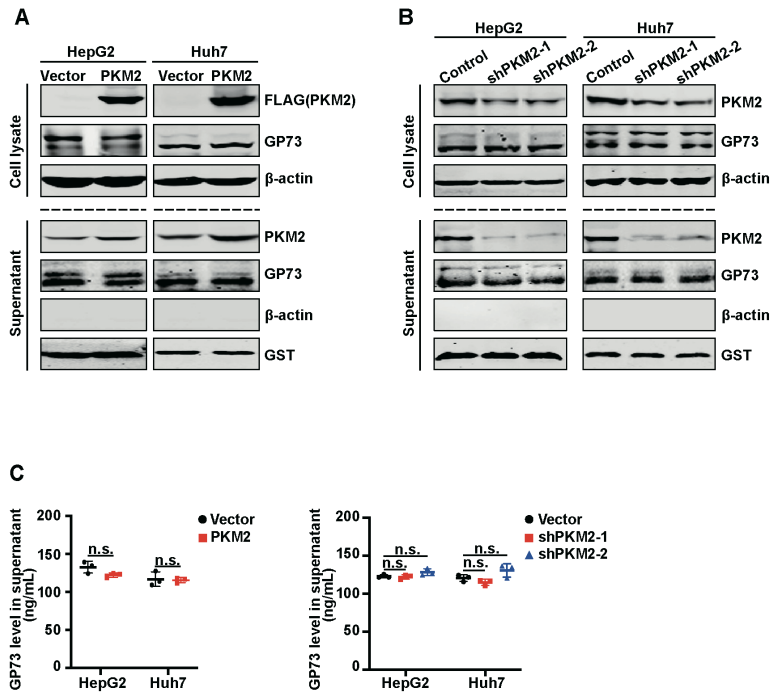 A
HepG2 Huh7
Vector PKM2 Vector PKM2
Cell lysate
FLAG(PKM2)
GP73
β-actin
Supernatant
PKM2
GP73
β-actin
GST
B
HepG2 Huh7
Control shPKM2-1 shPKM2-2 Control shPKM2-1 shPKM2-2
Cell lysate
PKM2
GP73
β-actin
Supernatant
PKM2
GP73
β-actin
GST
C
GP73 level in supernatant
(ng/mL)
200
150
100
50
0
Vector
PKM2
n.s. n.s.
HepG2 Huh7
GP73 level in supernatant
(ng/mL)
200
150
100
50
0
Vector
shPKM2-1
shPKM2-2
n.s. n.s.
n.s. n.s.
HepG2 Huh7